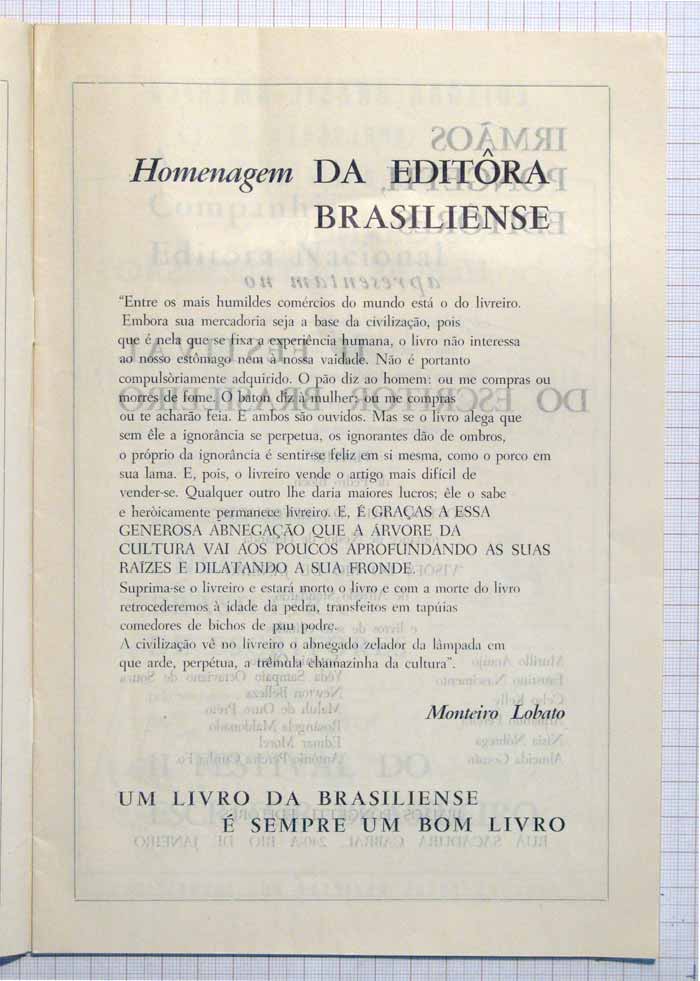 Homenagem DA EDITÔRA
BRASILIENSE
"Entre os mais humildes comércios do mundo está o do livreiro.
Embora sua mercadoria seja a base da civilização, pois
que é nela que se fixa a experiência humana, o livro não interessa
ao nosso estômago nem à nossa vaidade. Não é portanto
compulsòriamente adquirido. O pão diz ao homem: ou me compras ou
morres de fome. O baton diz à mulher: ou me compras
ou te acharão feia. E ambos são ouvidos. Mas se o livro alega que
sem êle a ignorância se perpetua, os ignorantes dão de ombros,
o próprio da ignorância é sentir-se feliz em si mesma, como o porco em
sua lama. E, pois, o livreiro vende o artigo mais difícil de
vender-se. Qualquer outro lhe daria maiores lucros; êle o sabe
e heròicamente permanece livreiro. E, É GRAÇAS A ESSA
GENEROSA ABNEGAÇÃO QUE A ÁRVORE DA
CULTURA VAI AOS POUCOS APROFUNDANDO AS SUAS
RAÍZES E DILATANDO A SUA FRONDE.
Suprima-se o livreiro e estará morto o livro e com a morte do livro
retrocederemos à idade da pedra, transfeitos em tapúias
comedores de bichos de pau podre.
A civilização vê no livreiro o abnegado zelador da lâmpada em
que arde, perpétua, a trêmula chamazinha da cultura".
Monteiro Lobato
UM LIVRO DA BRASILIENSE
É SEMPRE UM BOM LIVRO